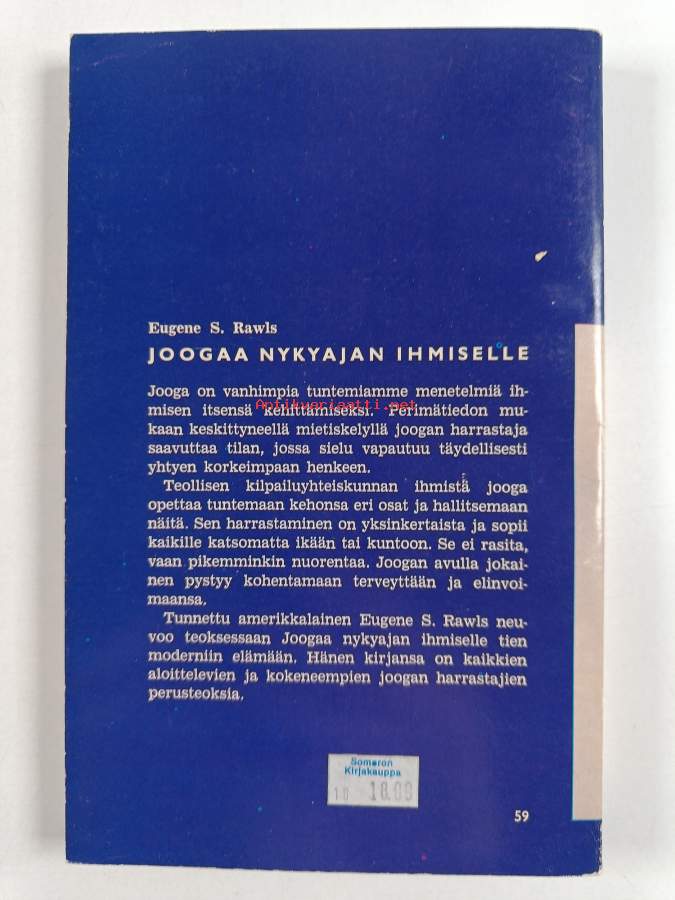 Eugene S. Rawls
JOOGAA NYKYAJAN IHMISELLE
Jooga on vanhimpia tuntemiamme menetelmiä ih-
misen itsensä kehittämiseksi. Perimätiedon mu-
Antikvariaatti.net
kaan keskittyneellä mietiskelyllä joogan harrastaja
saavuttaa tilan, jossa sielu vapautuu täydellisesti
yhtyen korkeimpaan henkeen.
Teollisen kilpailuyhteiskunnan ihmistä jooga
opettaa tuntemaan kehonsa eri osat ja hallitsemaan
näitä. Sen harrastaminen on yksinkertaista ja sopii
kaikille katsomatta ikään tai kuntoon. Se ei rasita,
vaan pikemminkin nuorentaa. Joogan avulla jokai-
nen pystyy kohentamaan terveyttään ja elinvoi-
maansa.
Tunnettu amerikkalainen Eugene S. Rawls neu-
voo teoksessaan Joogaa nykyajan ihmiselle tien
moderniin elämään. Hänen kirjansa on kaikkien
aloittelevien ja kokeneempien joogan harrastajien
perusteoksia.
Someron
Kirjakauppa
59